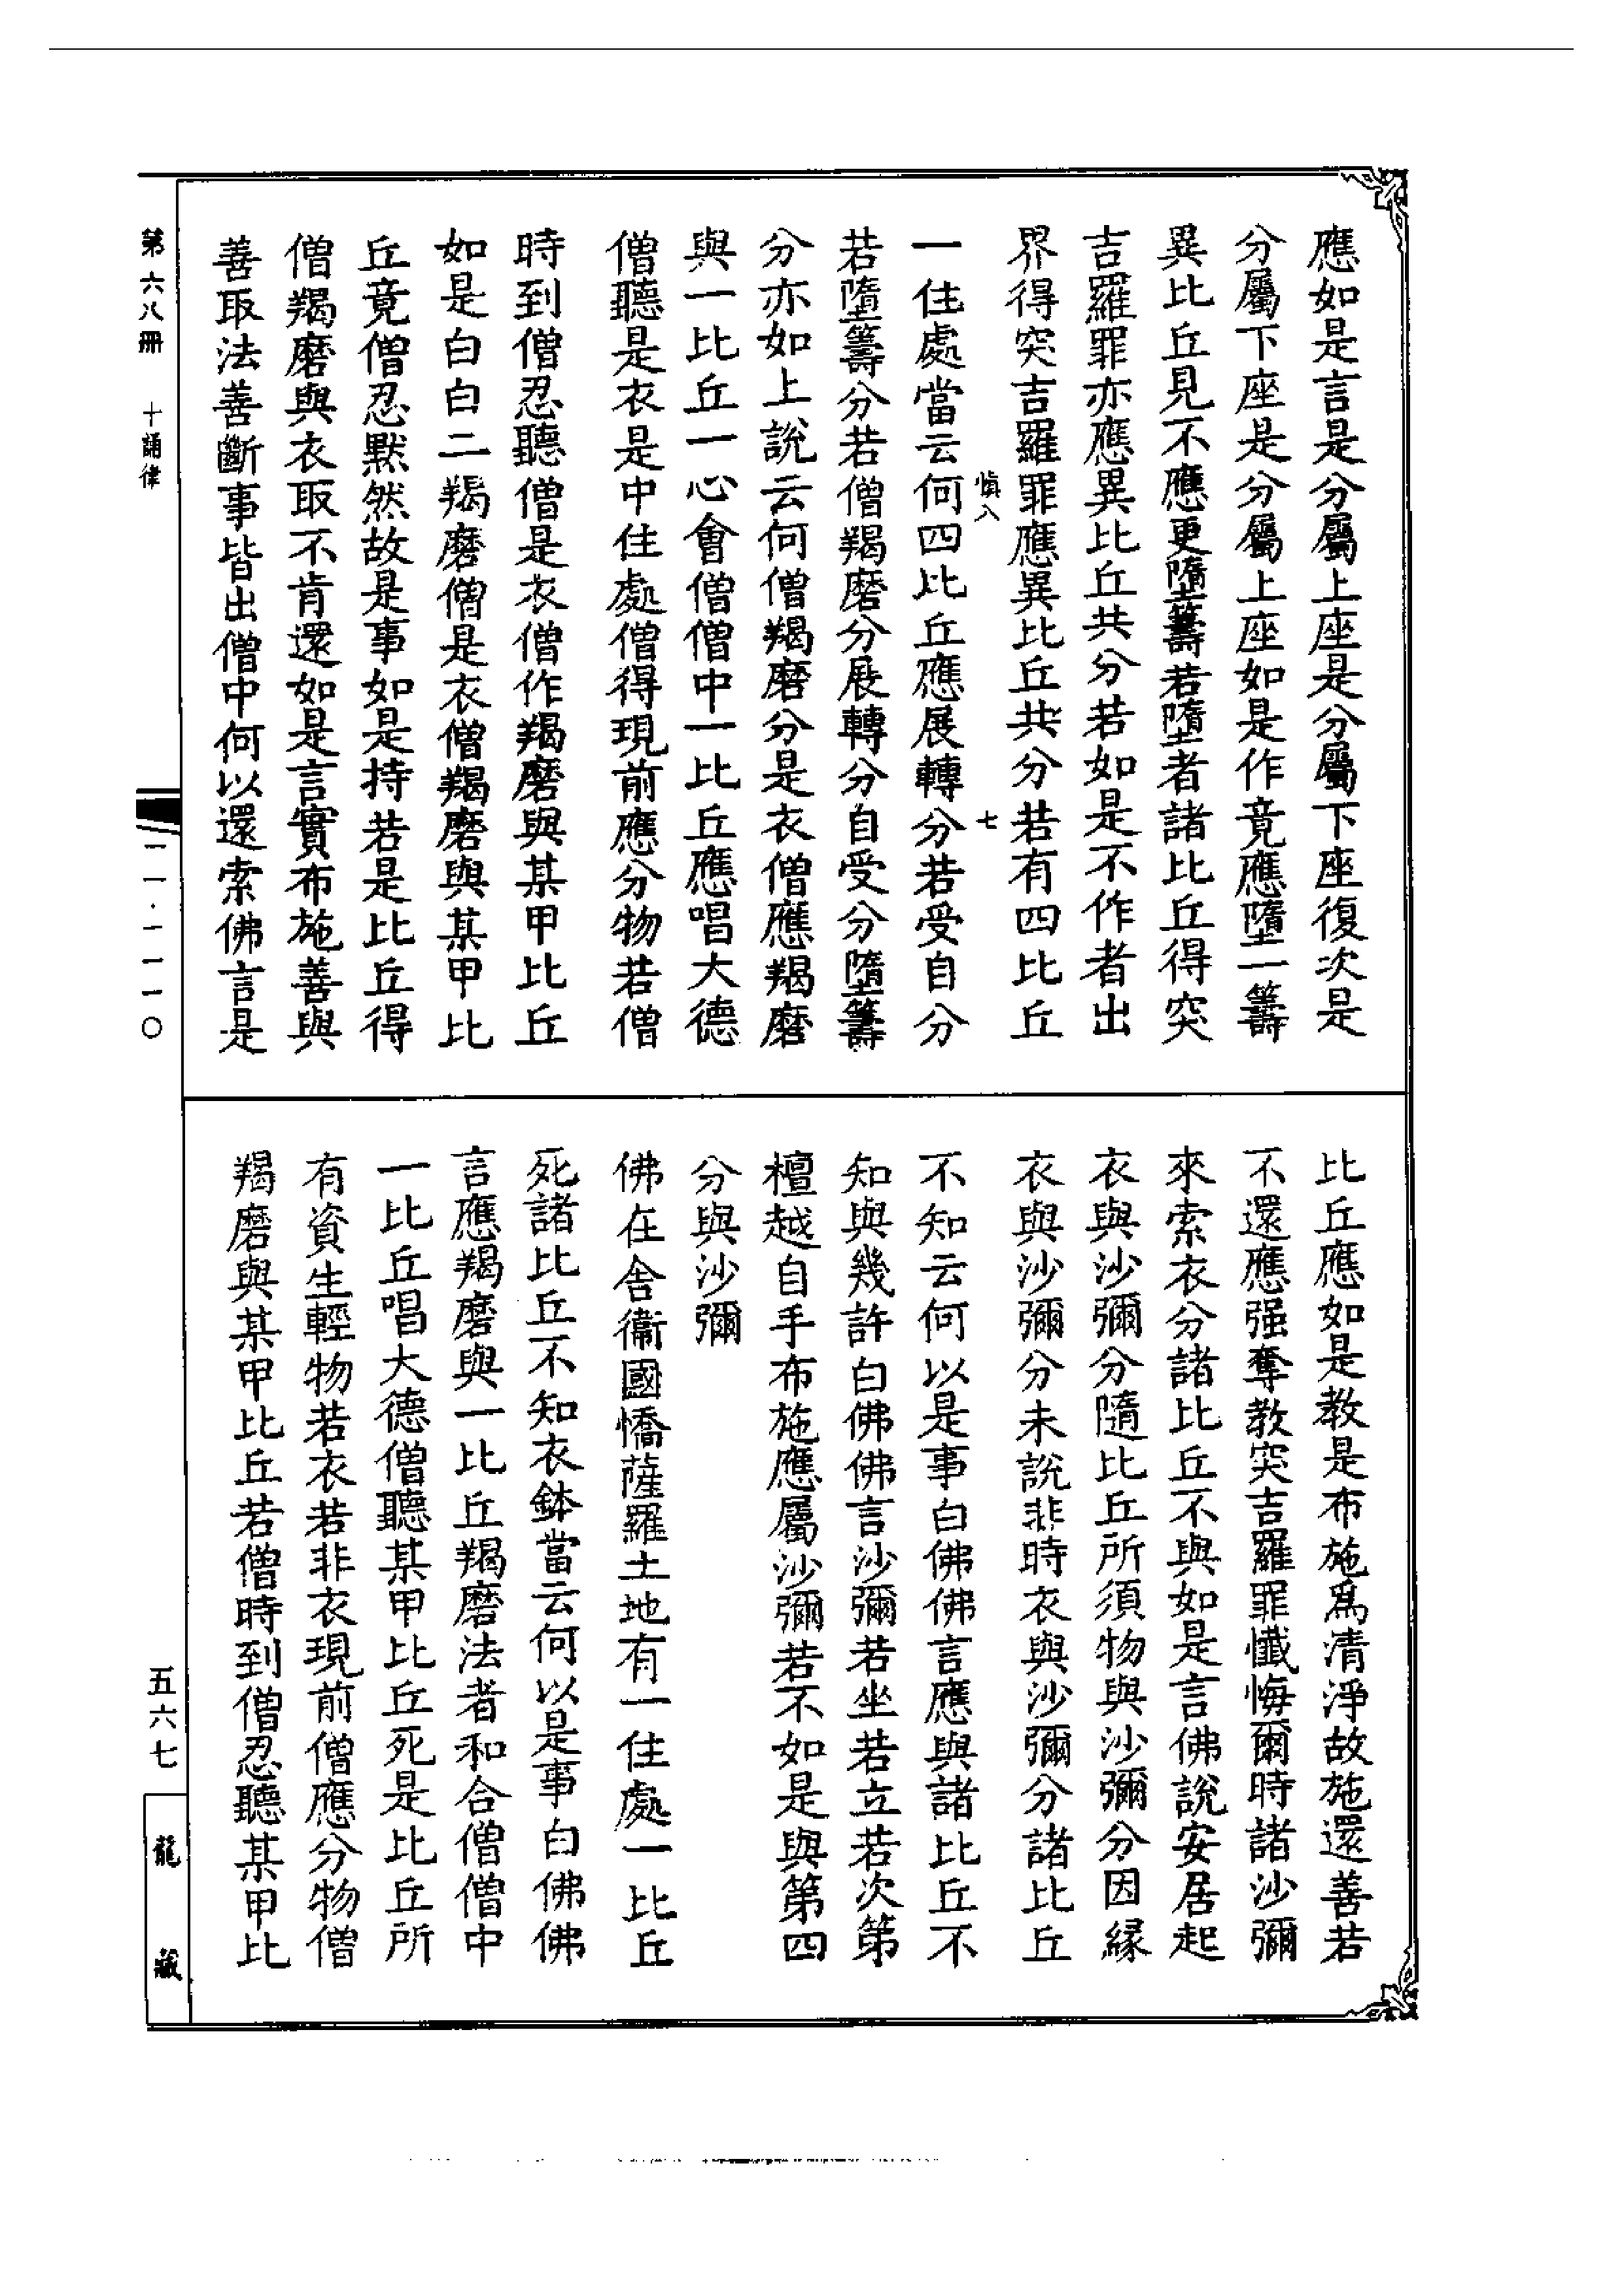 應如是言是分屬上座是分屬下座復次是
分屬下座是分屬上座如是作竟應墮一籌
異比丘見不應更墮籌若墮者諸比丘得突
吉羅罪亦應異比丘共分若如是不作者出
界得突吉羅罪應異比丘共分若有四比丘
慎八 七
一住處當云何四比丘應展轉分若受自分
若墮籌分若僧羯磨分展轉分自受分墮籌
分亦如上說云何僧羯磨分是衣僧應羯磨
與一比丘一心會僧僧中一比丘應唱大德
僧聽是衣是中住處僧得現前應分物若僧
時到僧忍聽僧是衣僧作羯磨與某甲比丘
如是白白二羯磨僧是衣僧羯磨與某甲比
丘竟僧忍默然故是事如是持若是比丘得
僧羯磨與衣取不肯還如是言實布施善與
善取法善斷事皆出僧中何以還索佛言是
比丘應如是教是布施爲清淨故施還善若
不還應强奪教突吉羅罪懺悔爾時諸沙彌
來索衣分諸比丘不與如是言佛說安居起
衣與沙彌分隨比丘所須物與沙彌分因緣
衣與沙彌分未說非時衣與沙彌分諸比丘
不知云何以是事白佛佛言應與諸比丘不
知與幾許白佛佛言沙彌若坐若立若次第
檀越自手布施應屬沙彌若不如是與第四
分與沙彌
佛在舍衞國憍薩羅土地有一住處一比丘
死諸比丘不知衣鉢當云何以是事白佛佛
言應羯磨與一比丘羯磨法者和合僧僧中
一比丘唱大德僧聽某甲比丘死是比丘所
有資生輕物若衣若非衣現前僧應分物僧
羯磨與某甲比丘若僧時到僧忍聽某甲比
第六八冊 十誦律
一一·一一一〇
五六七
龍藏